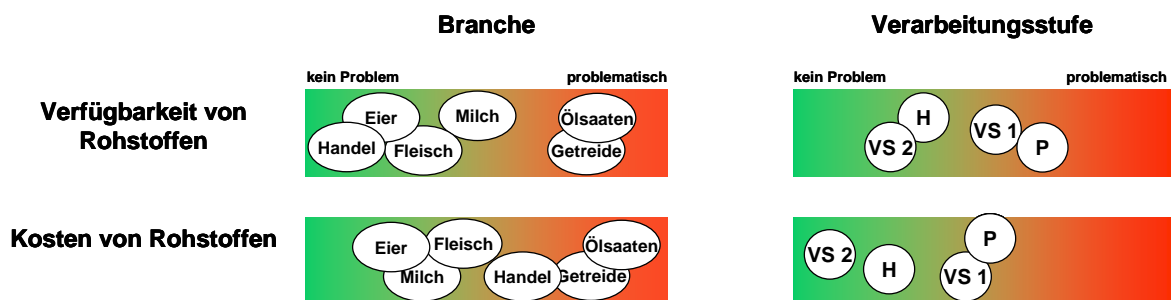 Branche
Verarbeitungsstufe
kein Problem
problematisch
kein Problem
problematisch
Verfügbarkeit von
Rohstoffen
Eier
Milch
Ölsaaten
Handel
Fleisch
Getreide
H
VS 1
VS 2
P
Kosten von Rohstoffen
Eier
Fleisch
Ölsaaten
Milch
Handel
Getreide
VS 2
H
P
VS 1